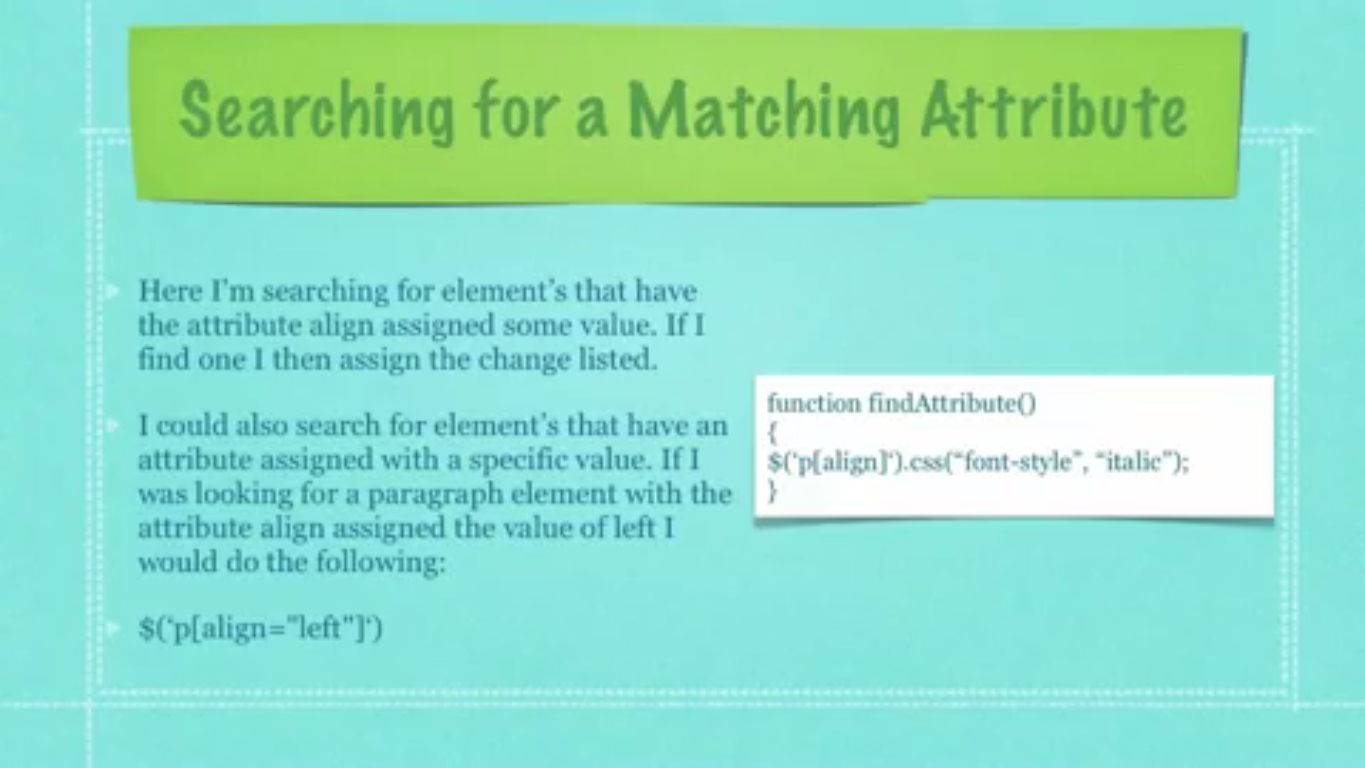 Searching for a Matching Attribute
Here I’m searching for element’s that have
the attribute align assigned some value. If I
find one I then assign the change listed.
I could also search for element’s that have an
attribute assigned with a specific value. If I
was looking for a paragraph element with the
attribute align assigned the value of left I
would do the following:
$(‘p[align="left"]‘)
function findAttribute()
{
$(‘p[align]‘).css(“font-style”, “italic”);
}